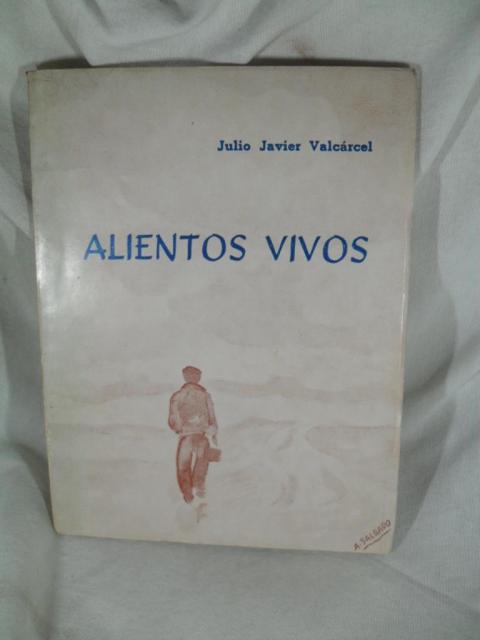 Julio Javier Valcárcel
ALIENTOS VIVOS
A. SALGADO